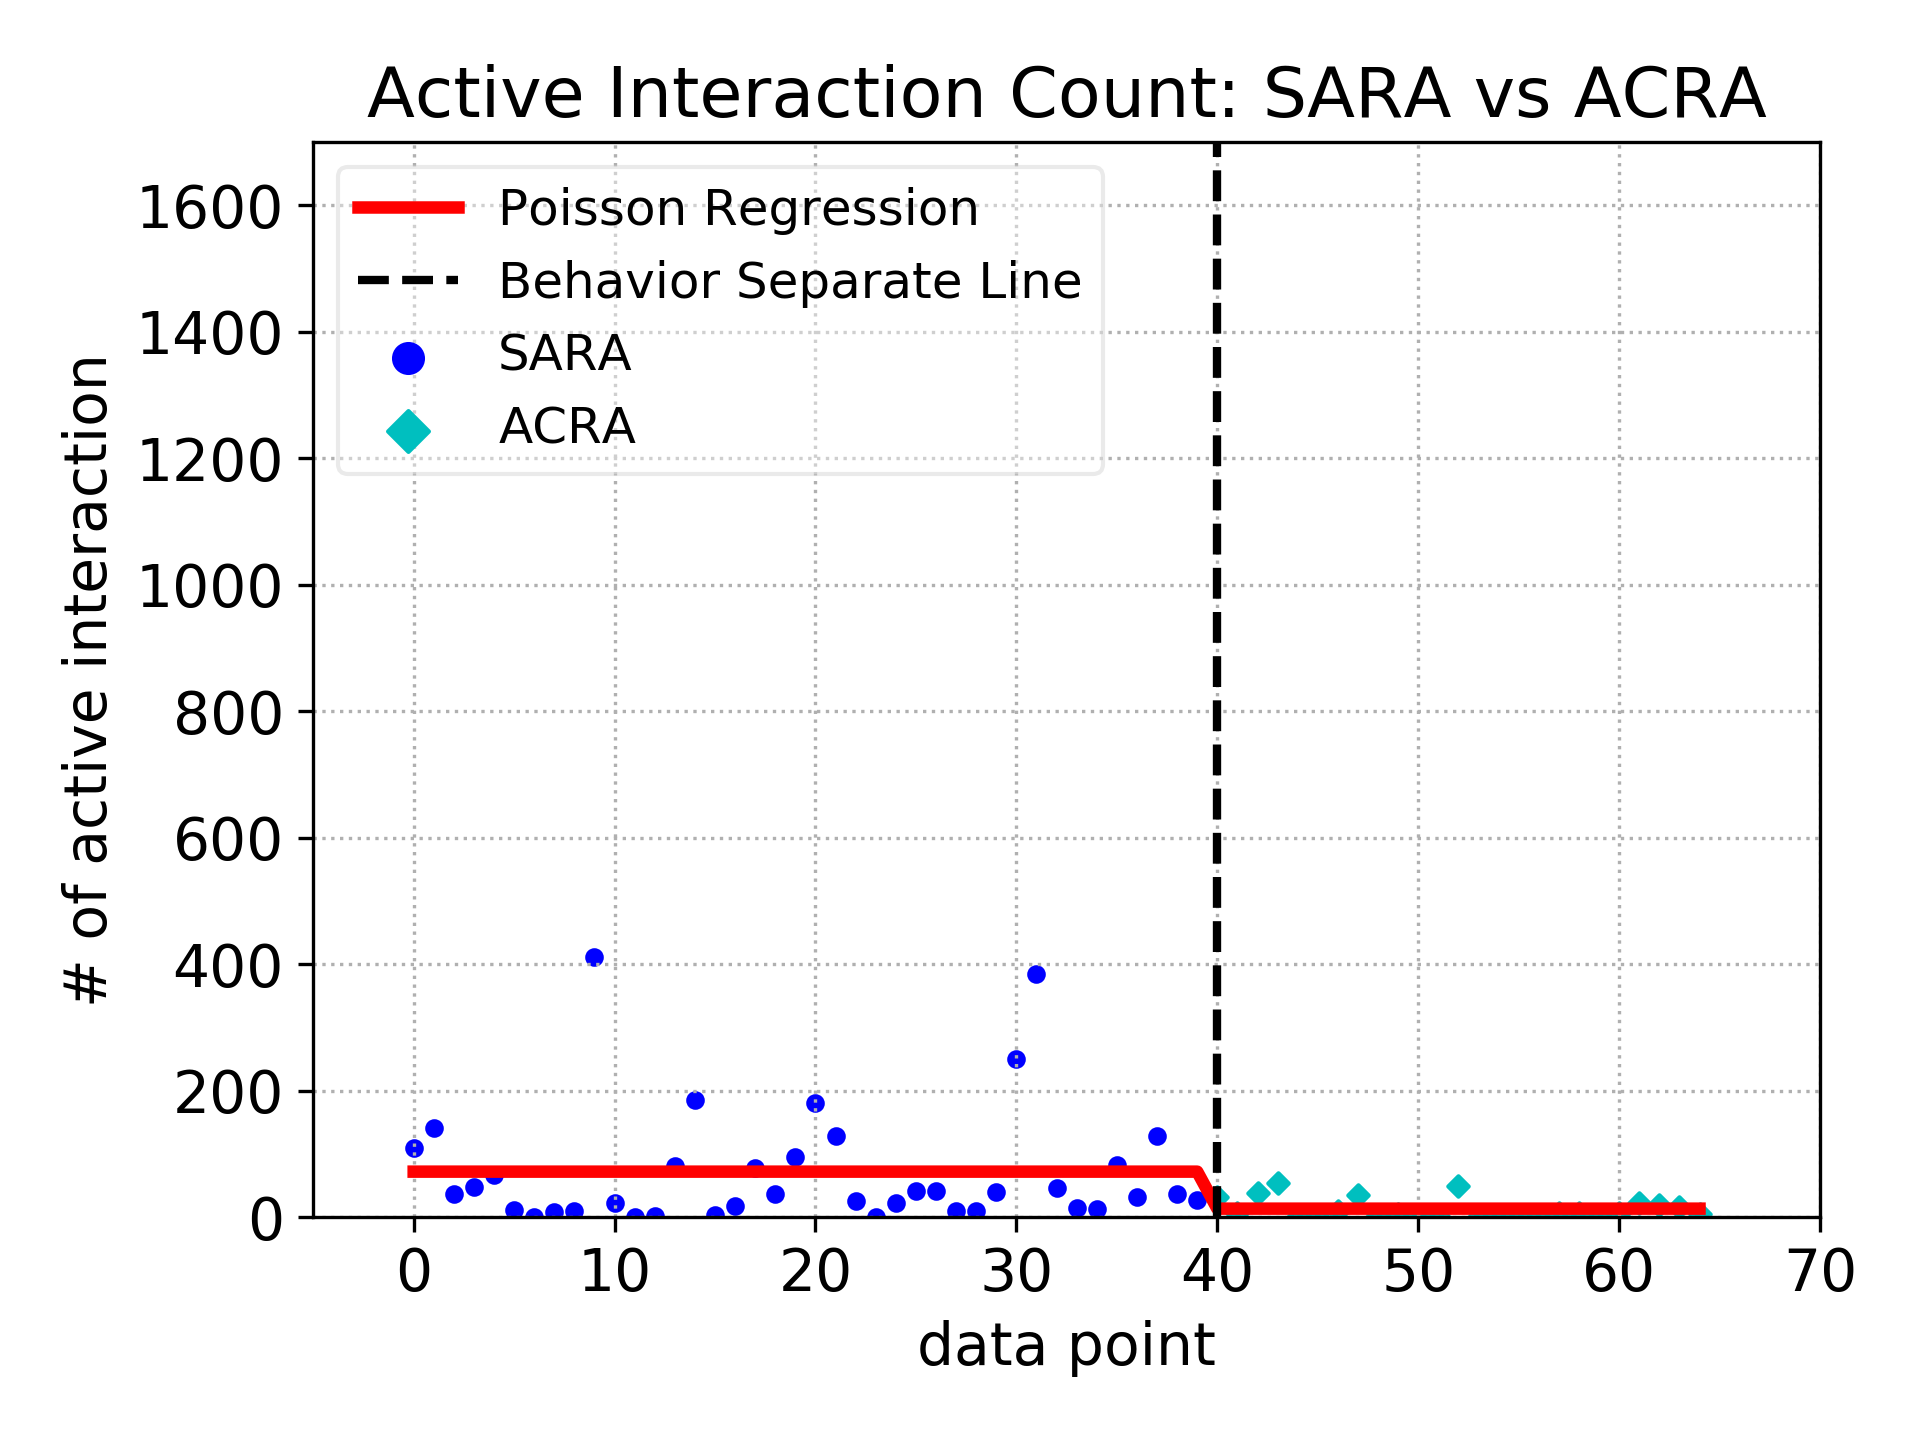 Active Interaction Count: SARA vs ACRA
Poisson Regression
Behavior Separate Line
SARA
ACRA
# of active interaction
1600
1400
1200
1000
800
600
400
200
0
0 10 20 30 40 50 60 70
data point